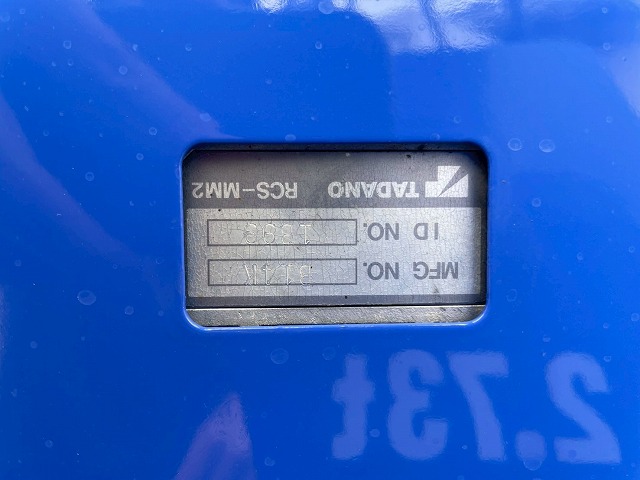 MFG NO.
ID NO.
TADANO RCS-MM2
2.73t